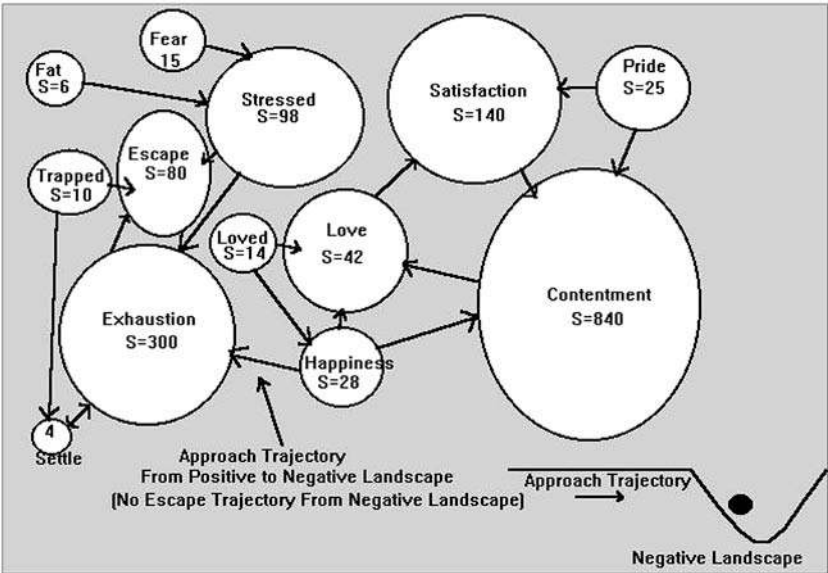 Fear
15
Fat
S=6
Stressed
S=98
Satisfaction
S=140
Pride
S=25
Escape
S=80
Trapped
S=10
Loved
S=14
Love
S=42
Contentment
S=840
Exhaustion
S=300
Happiness
S=28
4
Settle
Approach Trajectory
From Positive to Negative Landscape
(No Escape Trajectory From Negative Landscape)
Approach Trajectory
Negative Landscape